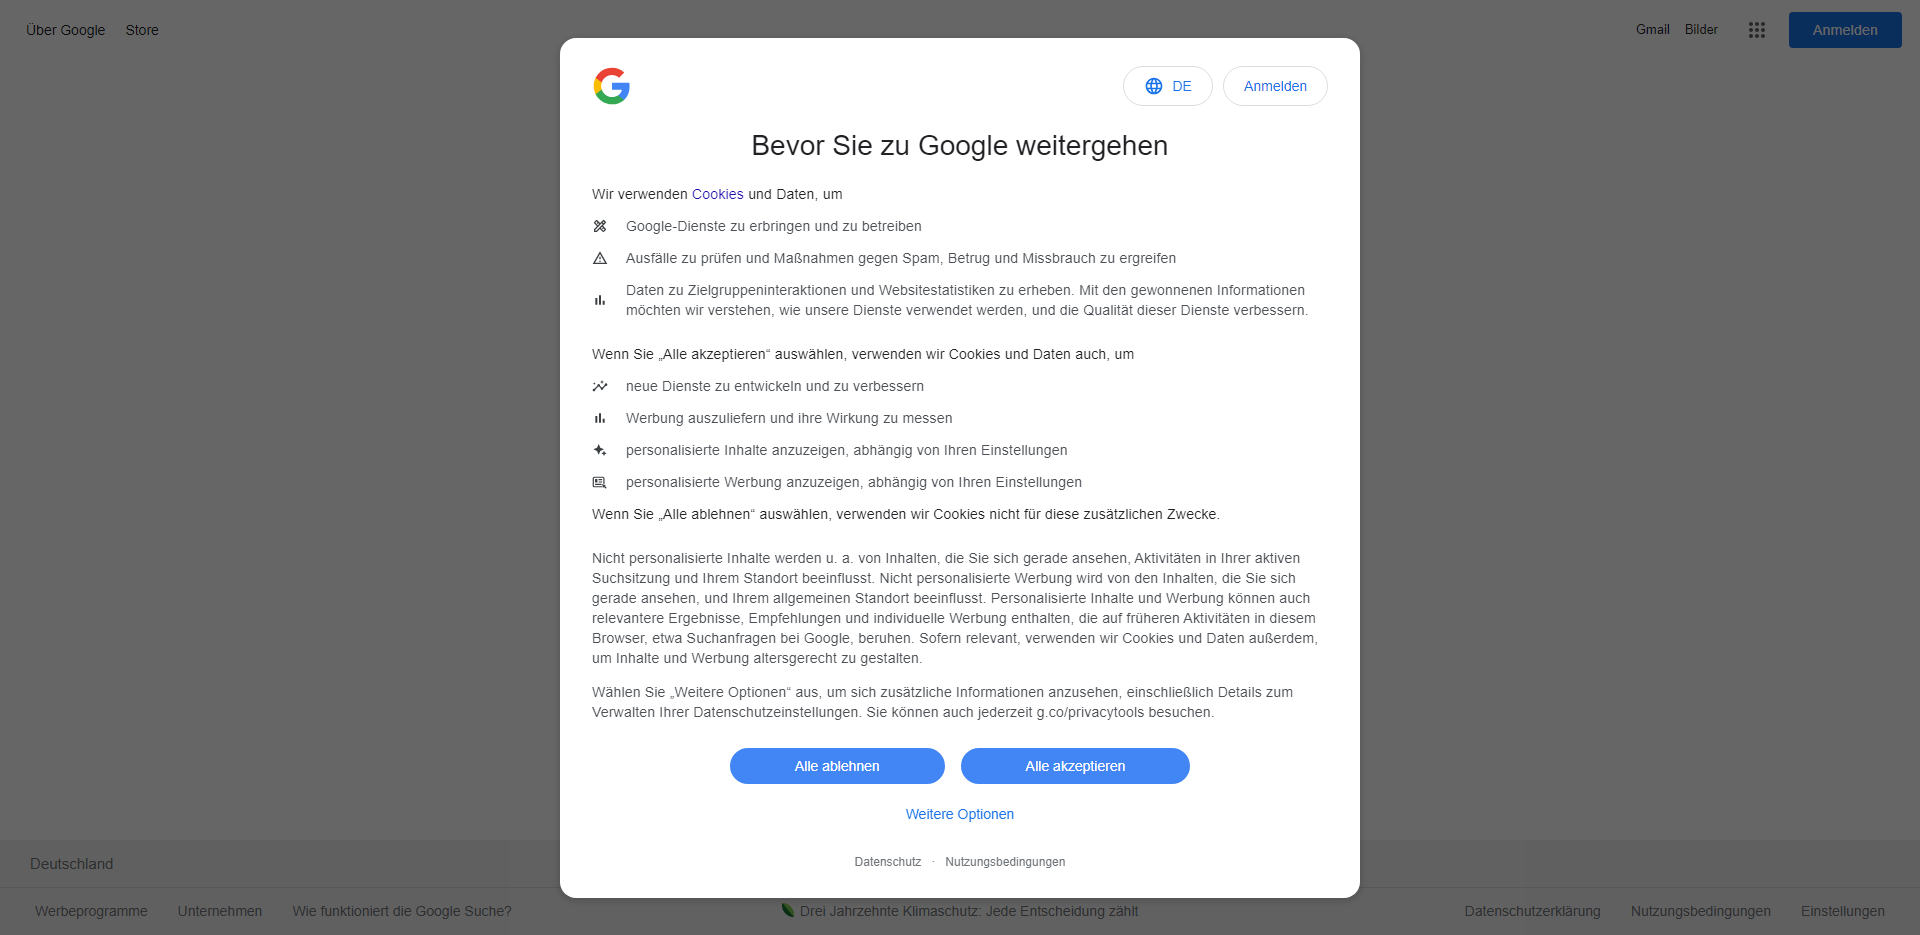 Über Google Store
Gmail Bilder Anmelden
DE Anmelden
Bevor Sie zu Google weitergehen
Wir verwenden Cookies und Daten, um
Google-Dienste zu erbringen und zu betreiben
Ausfälle zu prüfen und Maßnahmen gegen Spam, Betrug und Missbrauch zu ergreifen
Daten zu Zielgruppeninteraktionen und Websitestatistiken zu erheben. Mit den gewonnenen Informationen
möchten wir verstehen, wie unsere Dienste verwendet werden, und die Qualität dieser Dienste verbessern.
Wenn Sie „Alle akzeptieren“ auswählen, verwenden wir Cookies und Daten auch, um
neue Dienste zu entwickeln und zu verbessern
Werbung auszuliefern und ihre Wirkung zu messen
personalisierte Inhalte anzuzeigen, abhängig von Ihren Einstellungen
personalisierte Werbung anzuzeigen, abhängig von Ihren Einstellungen
Wenn Sie „Alle ablehnen“ auswählen, verwenden wir Cookies nicht für diese zusätzlichen Zwecke.
Nicht personalisierte Inhalte werden u. a. von Inhalten, die Sie sich gerade ansehen, Aktivitäten in Ihrer aktiven
Suchsitzung und Ihrem Standort beeinflusst. Nicht personalisierte Werbung wird von den Inhalten, die Sie sich
gerade ansehen, und Ihrem allgemeinen Standort beeinflusst. Personalisierte Inhalte und Werbung können auch
relevantere Ergebnisse, Empfehlungen und individuelle Werbung enthalten, die auf früheren Aktivitäten in diesem
Browser, etwa Suchanfragen bei Google, beruhen. Sofern relevant, verwenden wir Cookies und Daten außerdem,
um Inhalte und Werbung altersgerecht zu gestalten.
Wählen Sie „Weitere Optionen“ aus, um sich zusätzliche Informationen anzusehen, einschließlich Details zum
Verwalten Ihrer Datenschutzeinstellungen. Sie können auch jederzeit g.co/privacytools besuchen.
Alle ablehnen Alle akzeptieren
Weitere Optionen
Datenschutz · Nutzungsbedingungen
Deutschland
Werbeprogramme Unternehmen Wie funktioniert die Google Suche?
Drei Jahrzehnte Klimaschutz: Jede Entscheidung zählt
Datenschutzerklärung Nutzungsbedingungen Einstellungen